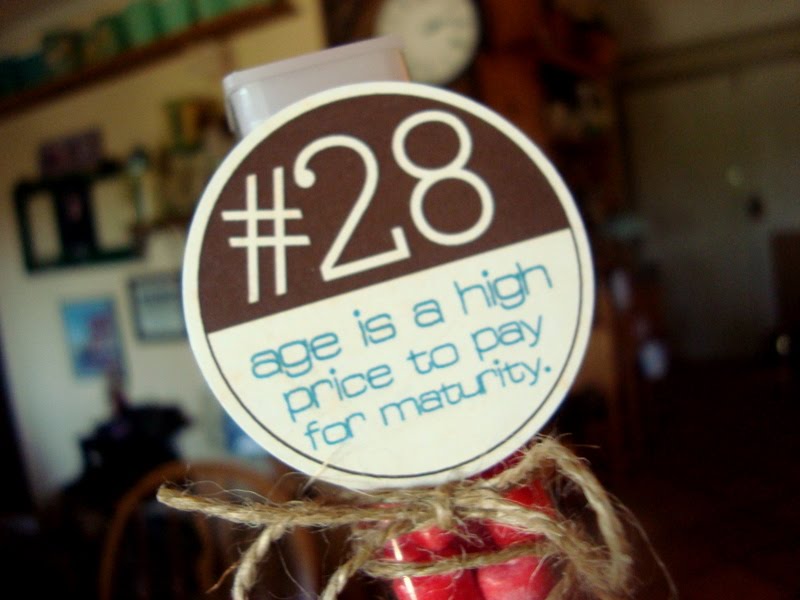 #28
age is a high
price to pay
for maturity.